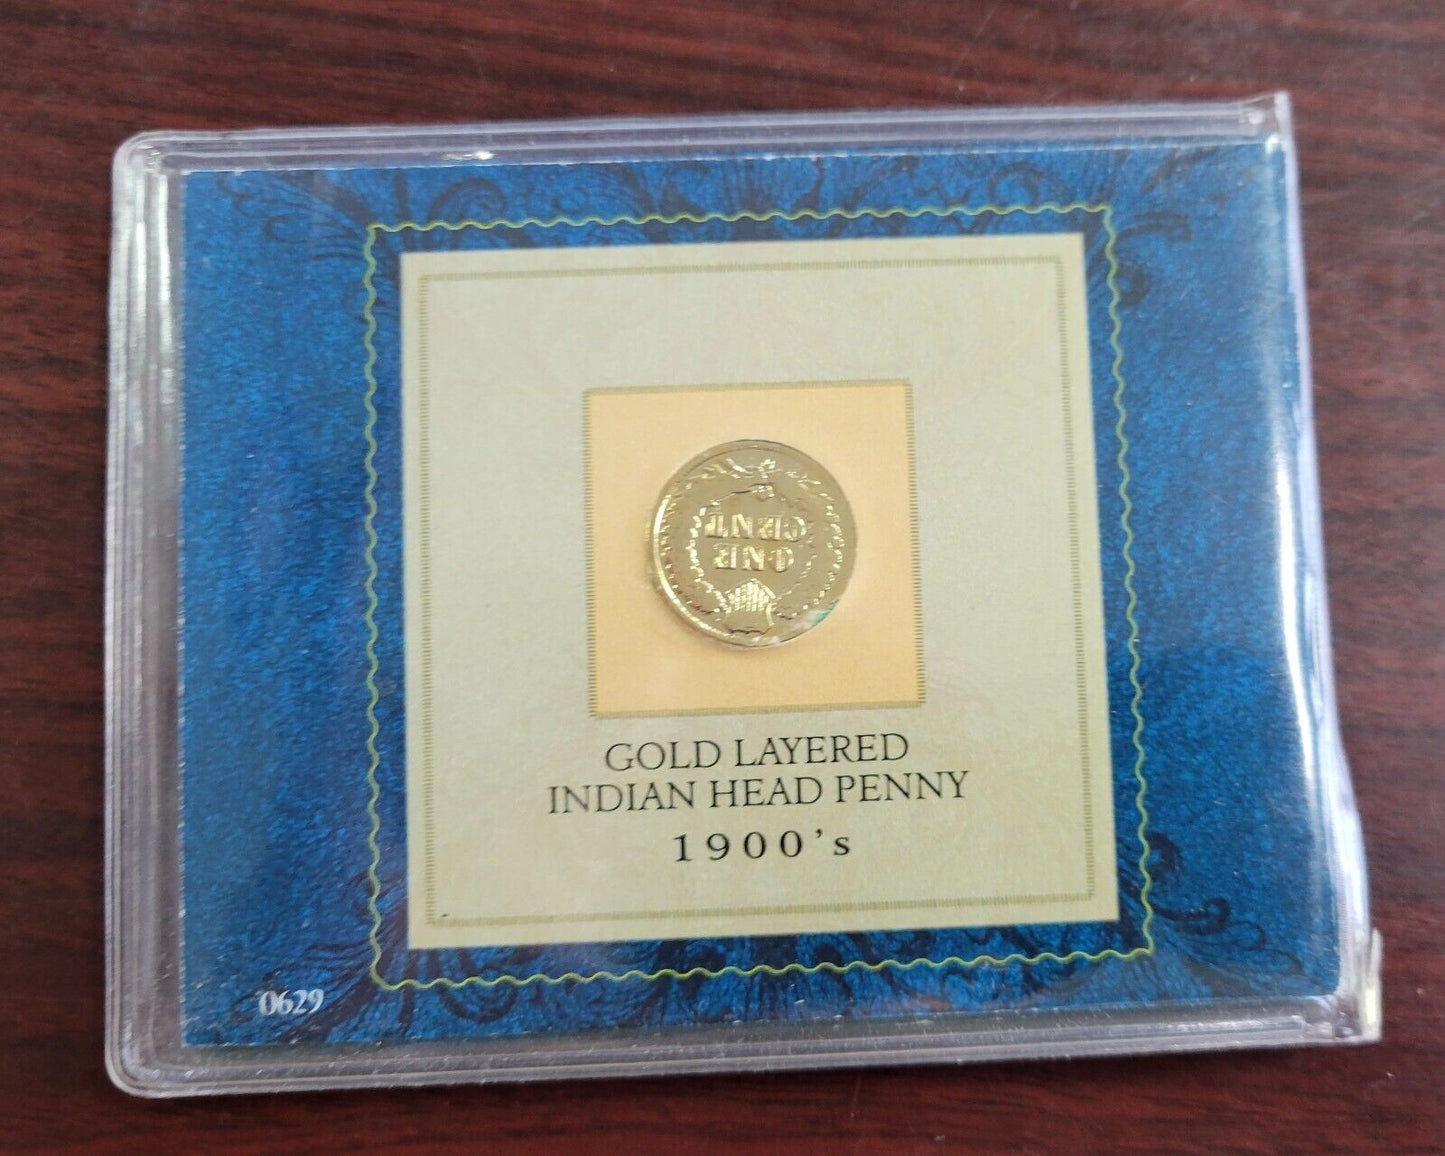 ONE
CENT
GOLD LAYERED
INDIAN HEAD PENNY
1900's
0629